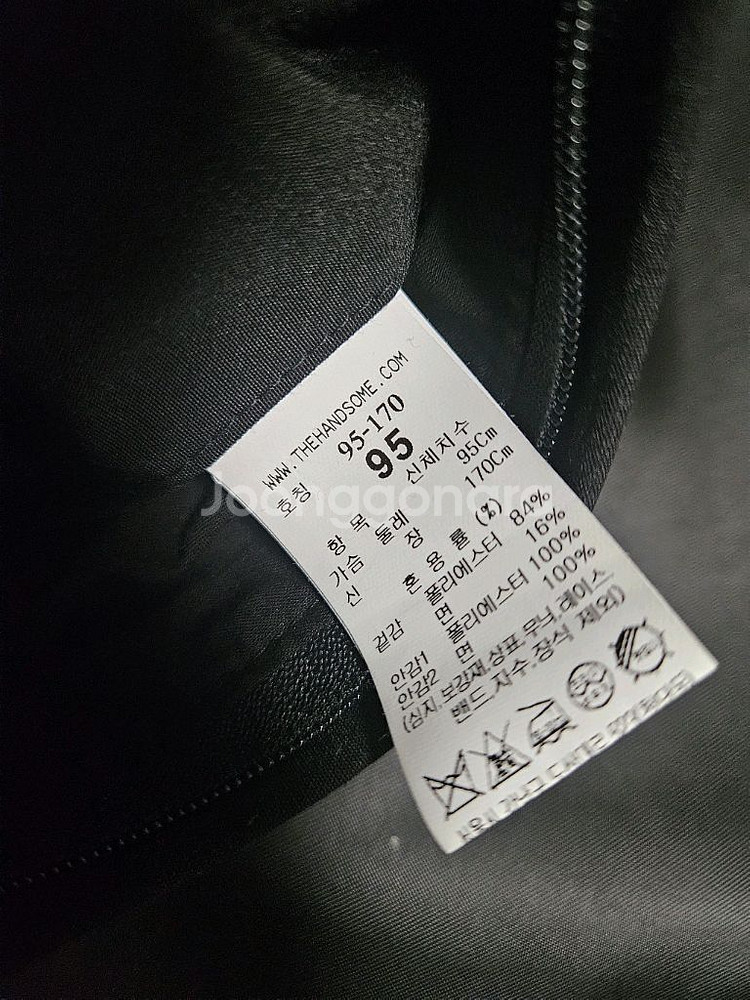 WWW.THEHANDSOME.COM
호칭 95-170
95
항목 신체치수
가슴둘레 95Cm
신장 170Cm
혼용률 (%)
겉감 폴리에스터 84%
면 16%
안감1 폴리에스터 100%
안감2 면 100%
(심지,보강재,상표,무늬,레이스
밴드,자수,장식 제외)
Joonggonara